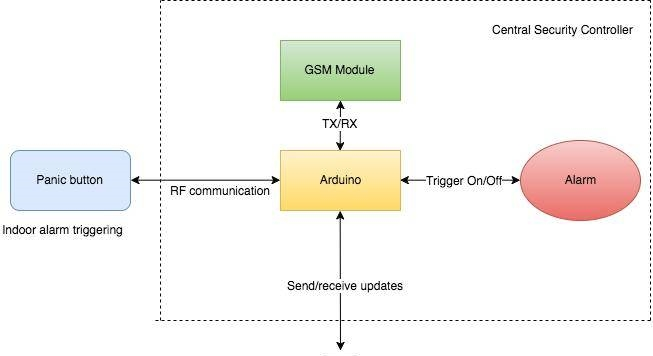 Central Security Controller
GSM Module
TX/RX
Panic button
RF communication
Arduino
Trigger On/Off
Alarm
Indoor alarm triggering
Send/receive updates